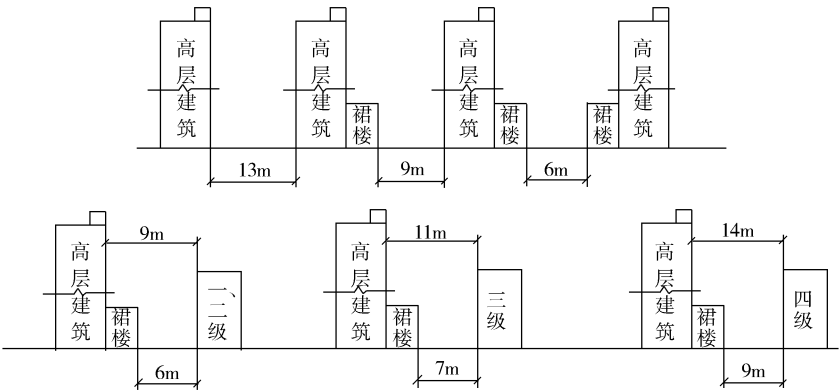 高层建筑
高层建筑
裙楼
高层建筑
裙楼
裙楼
高层建筑
13m
9m
6m
高层建筑
裙楼
9m
一、二级
6m
高层建筑
裙楼
11m
三级
7m
高层建筑
裙楼
14m
四级
9m